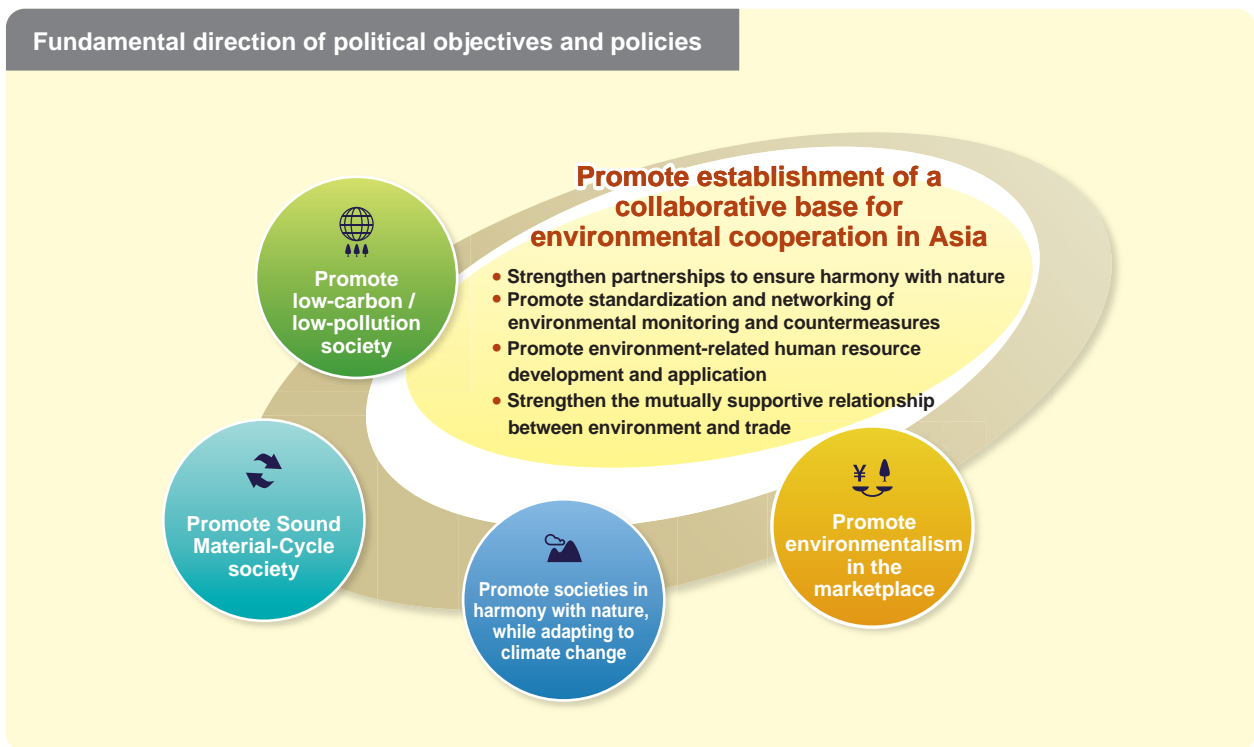 Fundamental direction of political objectives and policies
Promote establishment of a
collaborative base for
environmental cooperation in Asia
• Strengthen partnerships to ensure harmony with nature
• Promote standardization and networking of
environmental monitoring and countermeasures
• Promote environment-related human resource
development and application
• Strengthen the mutually supportive relationship
between environment and trade
Promote
low-carbon /
low-pollution
society
Promote Sound
Material-Cycle
society
Promote societies in
harmony with nature,
while adapting to
climate change
¥
Promote
environmentalism
in the
marketplace